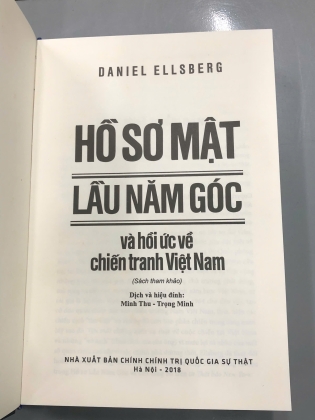 DANIEL ELLSBERG
HỒ SƠ MẬT
LẦU NĂM GÓC
và hồi ức về
chiến tranh Việt Nam
(Sách tham khảo)
Dịch và hiệu đính:
Minh Thu - Trọng Minh
NHÀ XUẤT BẢN CHÍNH CHÍNH TRỊ QUỐC GIA SỰ THẬT
Hà Nội - 2018